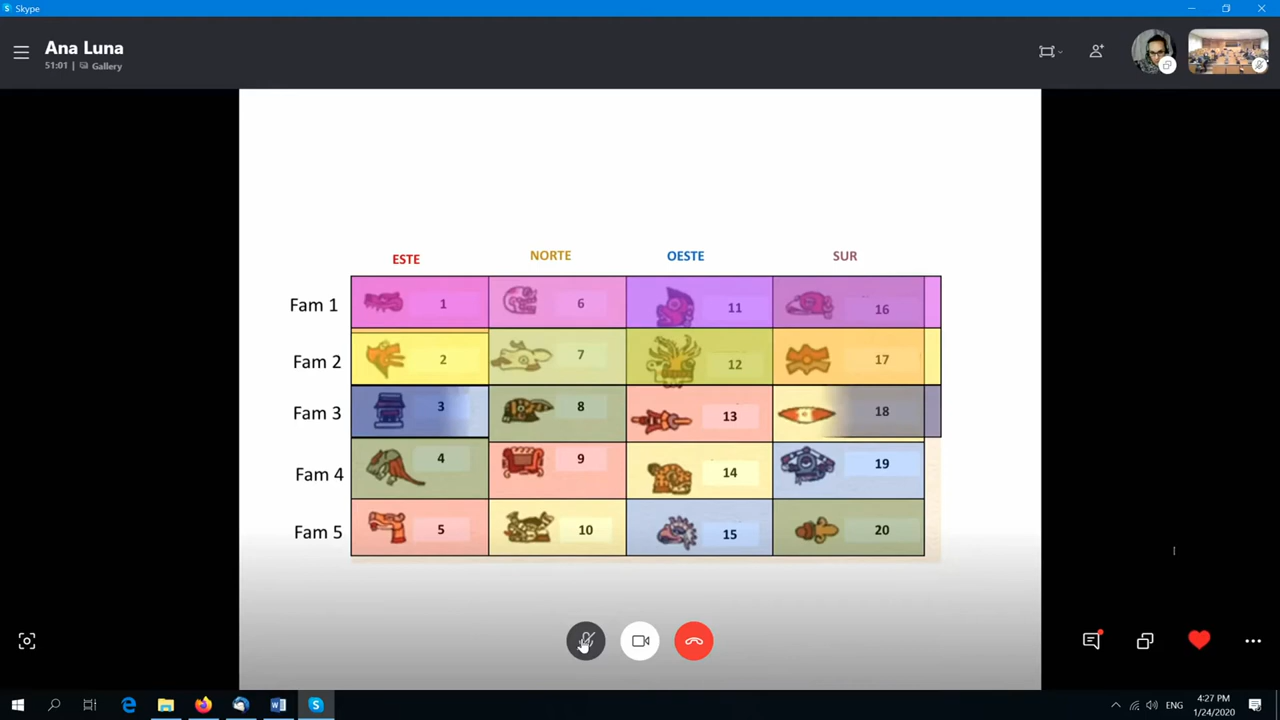 Skype
Ana Luna
51:01 | Gallery
ESTE NORTE OESTE SUR
Fam 1 1 6 11 16
Fam 2 2 7 12 17
Fam 3 3 8 13 18
Fam 4 4 9 14 19
Fam 5 5 10 15 20
ENG 4:27 PM
1/24/2020